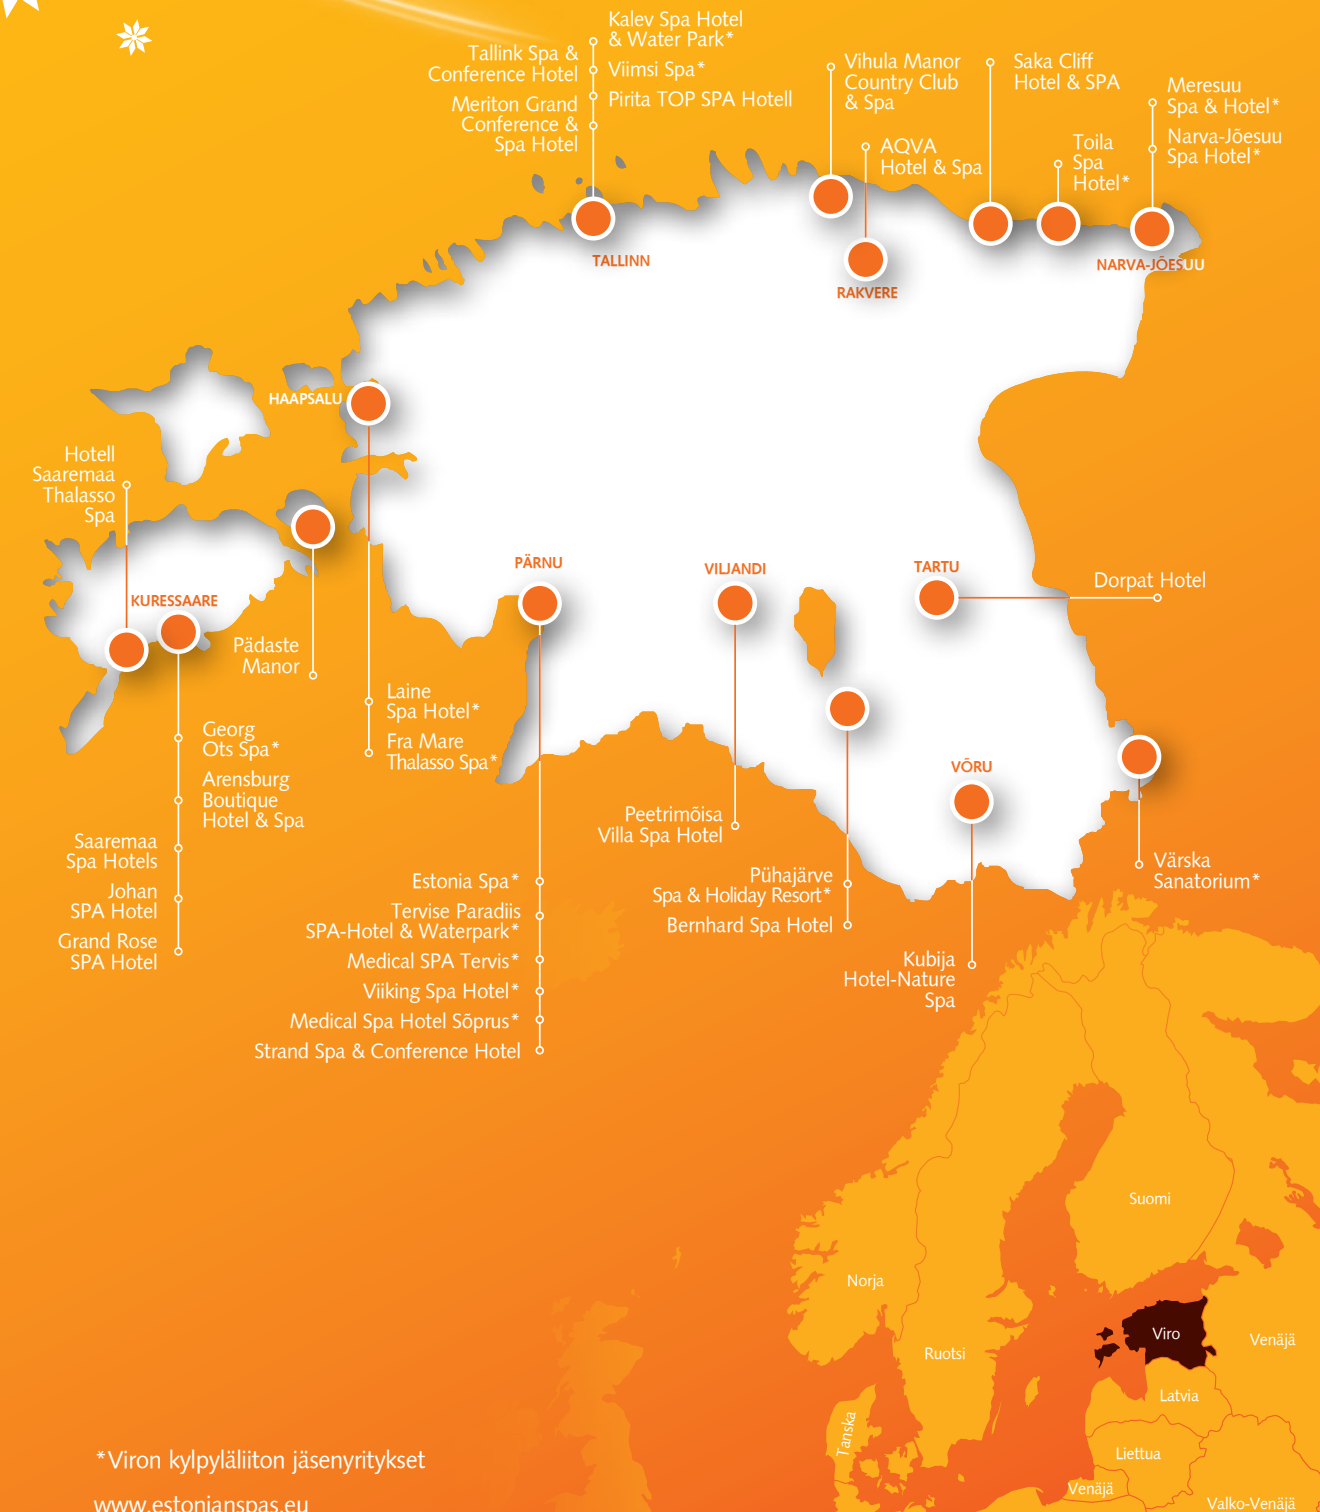 Kalev Spa Hotel
& Water Park*
Tallink Spa &
Conference Hotel
Viimsi Spa*
Pirita TOP SPA Hotell
Meriton Grand
Conference &
Spa Hotel
TALLINN
Vihula Manor
Country Club
& Spa
AQVA
Hotel & Spa
RAKVERE
Saka Cliff
Hotel & SPA
Toila
Spa
Hotel*
Meresuu
Spa & Hotel*
Narva-Jõesuu
Spa Hotel*
NARVA-JÕESUU
HAAPSALU
Hotell
Saaremaa
Thalasso
Spa
KURESSAARE
Pädaste
Manor
Laine
Spa Hotel*
Fra Mare
Thalasso Spa*
Georg
Ots Spa*
Arensburg
Boutique
Hotel & Spa
Saaremaa
Spa Hotels
Johan
SPA Hotel
Grand Rose
SPA Hotel
PÄRNU
Estonia Spa*
Tervise Paradiis
SPA-Hotel & Waterpark*
Medical SPA Tervis*
Viiking Spa Hotel*
Medical Spa Hotel Sõprus*
Strand Spa & Conference Hotel
VILJANDI
Peetrimõisa
Villa Spa Hotel
TARTU
Dorpat Hotel
Pühajärve
Spa & Holiday Resort*
Bernhard Spa Hotel
VÕRU
Kubija
Hotel-Nature
Spa
Värska
Sanatorium*
Suomi
Norja
Ruotsi
Viro
Venäjä
Latvia
Tanska
Liettua
Venäjä
Valko-Venäjä
*Viron kylpyläliiton jäsenyritykset
www.estonianspas.eu